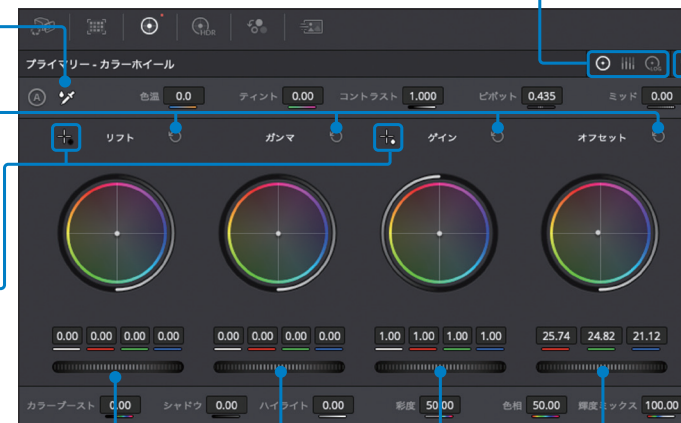 HDR
プライマリー - カラーホイール
LOG
A 色温 0.0 ティント 0.00 コントラスト 1.000 ピボット 0.435 ミッド 0.00
リフト ガンマ ゲイン オフセット
0.00 0.00 0.00 0.00 0.00 0.00 0.00 0.00 1.00 1.00 1.00 1.00 25.74 24.82 21.12
カラーブースト 0.00 シャドウ 0.00 ハイライト 0.00 彩度 50.00 色相 50.00 輝度ミックス 100.00